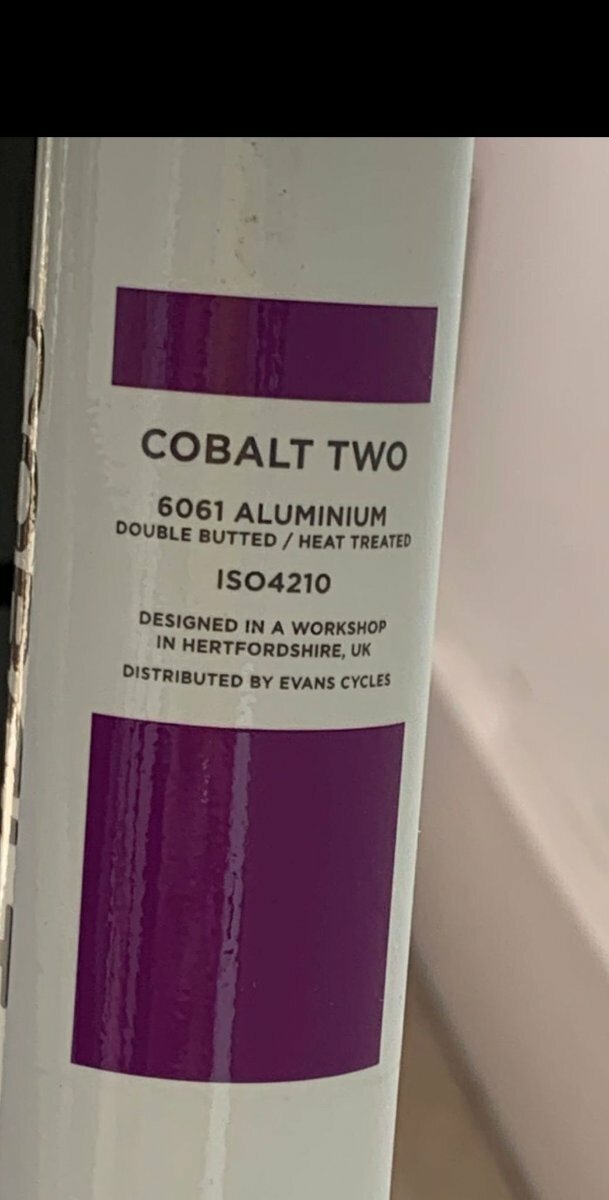 COBALT TWO
6061 ALUMINIUM
DOUBLE BUTTED / HEAT TREATED
ISO4210
DESIGNED IN A WORKSHOP
IN HERTFORDSHIRE, UK
DISTRIBUTED BY EVANS CYCLES